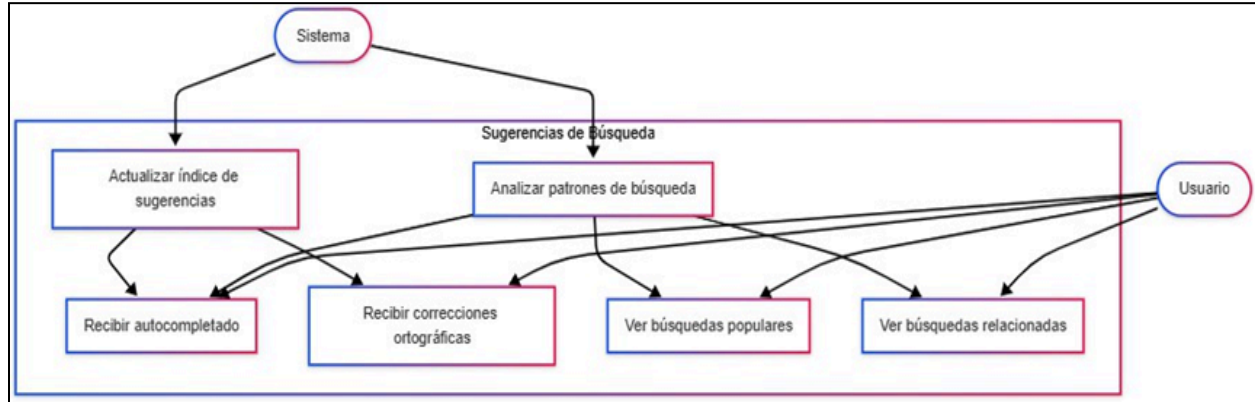 Sistema
Sugerencias de Búsqueda
Actualizar índice de
sugerencias
Analizar patrones de búsqueda
Usuario
Recibir autocompletado
Recibir correcciones
ortográficas
Ver búsquedas populares
Ver búsquedas relacionadas